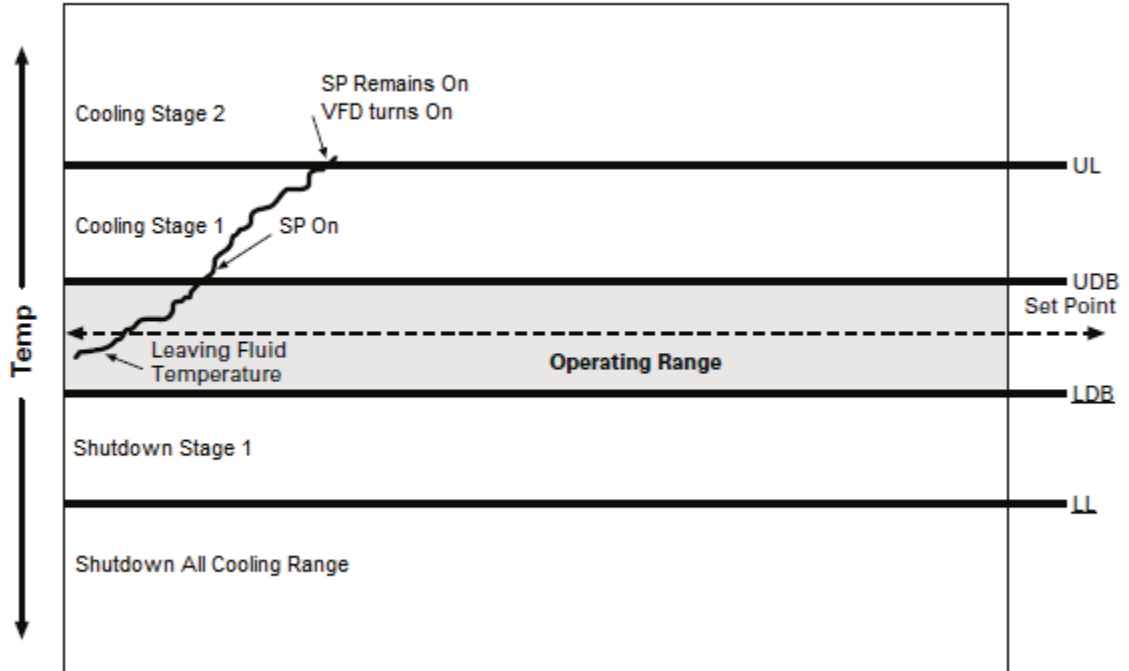 SP Remains On
VFD turns On
Cooling Stage 2
UL
Cooling Stage 1
SP On
UDB
Set Point
Temp
Leaving Fluid
Temperature
Operating Range
LDB
Shutdown Stage 1
LL
Shutdown All Cooling Range